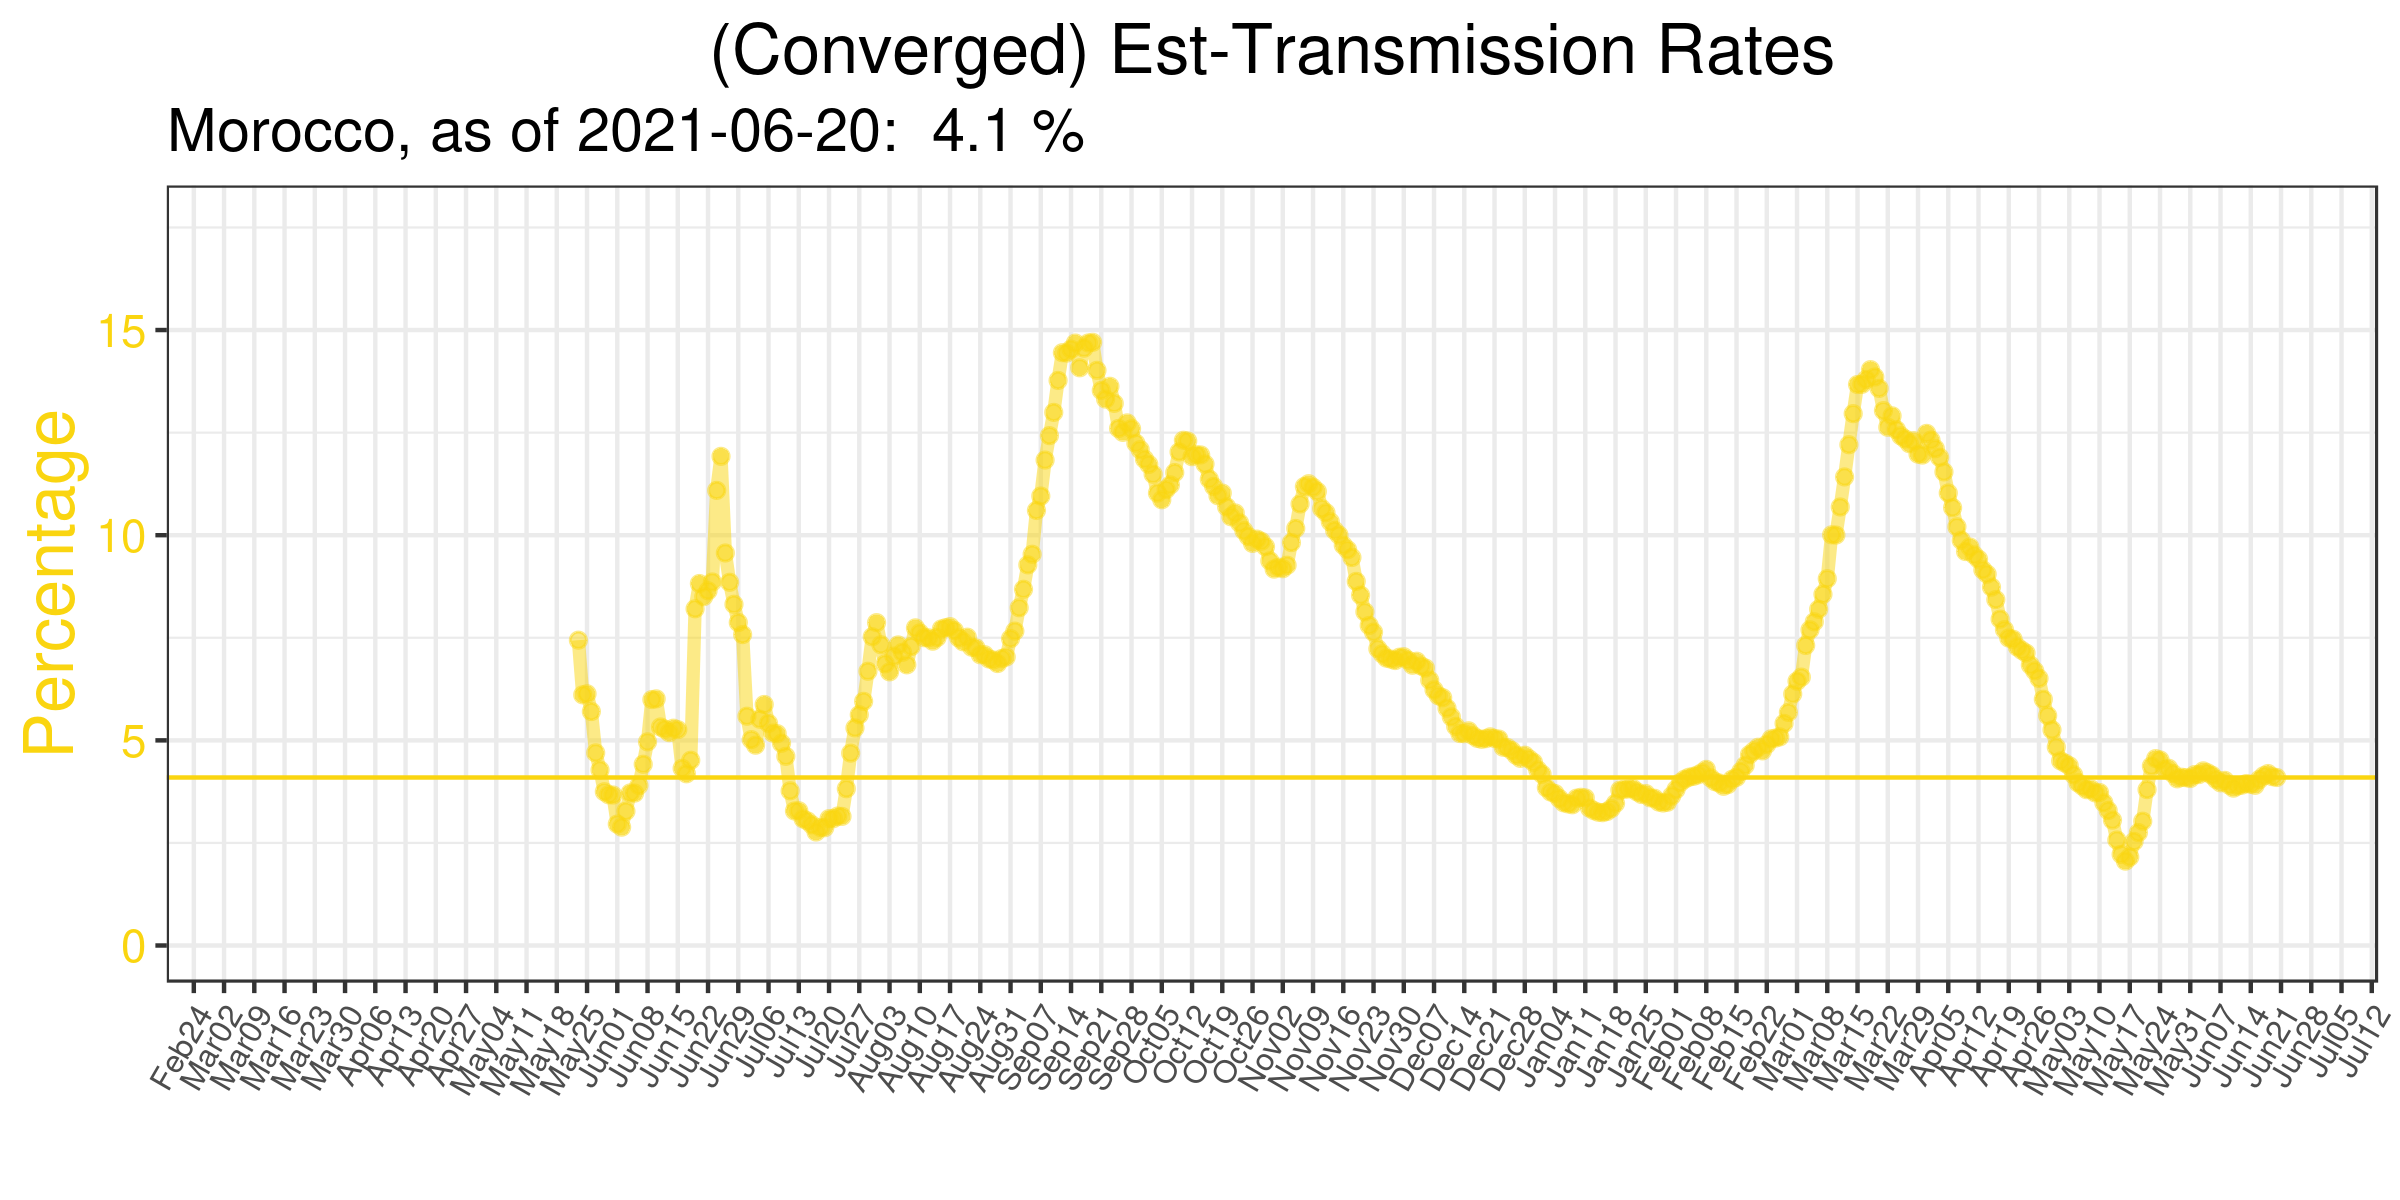 (Converged) Est-Transmission Rates
Morocco, as of 2021-06-20:  4.1 %
Percentage
15
10
5
0
Feb24
Mar02
Mar09
Mar16
Mar23
Mar30
Apr06
Apr13
Apr20
Apr27
May04
May11
May18
May25
Jun01
Jun08
Jun15
Jun22
Jun29
Jul06
Jul13
Jul20
Jul27
Aug03
Aug10
Aug17
Aug24
Aug31
Sep07
Sep14
Sep21
Sep28
Oct05
Oct12
Oct19
Oct26
Nov02
Nov09
Nov16
Nov23
Nov30
Dec07
Dec14
Dec21
Dec28
Jan04
Jan11
Jan18
Jan25
Feb01
Feb08
Feb15
Feb22
Mar01
Mar08
Mar15
Mar22
Mar29
Apr05
Apr12
Apr19
Apr26
May03
May10
May17
May24
May31
Jun07
Jun14
Jun21
Jun28
Jul05
Jul12